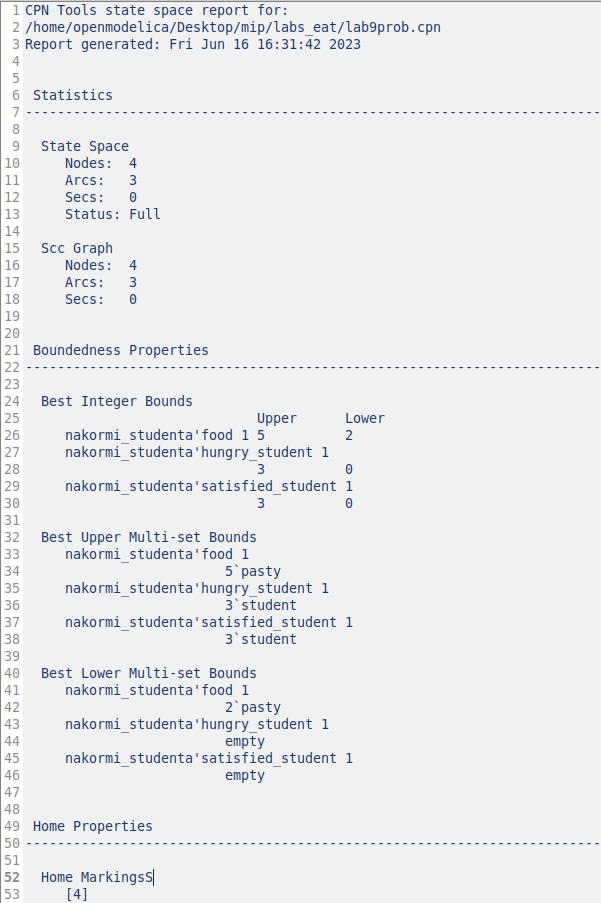 1 CPN Tools state space report for:
2 /home/openmodelica/Desktop/mip/labs_eat/lab9prob.cpn
3 Report generated: Fri Jun 16 16:31:42 2023
4
5
6 Statistics
7 ------------------------------------------------------------------------
8
9 State Space
10 Nodes: 4
11 Arcs: 3
12 Secs: 0
13 Status: Full
14
15 Scc Graph
16 Nodes: 4
17 Arcs: 3
18 Secs: 0
19
20
21 Boundedness Properties
22 ------------------------------------------------------------------------
23
24 Best Integer Bounds
25 Upper Lower
26 nakormi_studenta'food 1 5 2
27 nakormi_studenta'hungry_student 1
28 3 0
29 nakormi_studenta'satisfied_student 1
30 3 0
31
32 Best Upper Multi-set Bounds
33 nakormi_studenta'food 1
34 5`pasty
35 nakormi_studenta'hungry_student 1
36 3`student
37 nakormi_studenta'satisfied_student 1
38 3`student
39
40 Best Lower Multi-set Bounds
41 nakormi_studenta'food 1
42 2`pasty
43 nakormi_studenta'hungry_student 1
44 empty
45 nakormi_studenta'satisfied_student 1
46 empty
47
48
49 Home Properties
50 ------------------------------------------------------------------------
51
52 Home MarkingsS
53 [4]